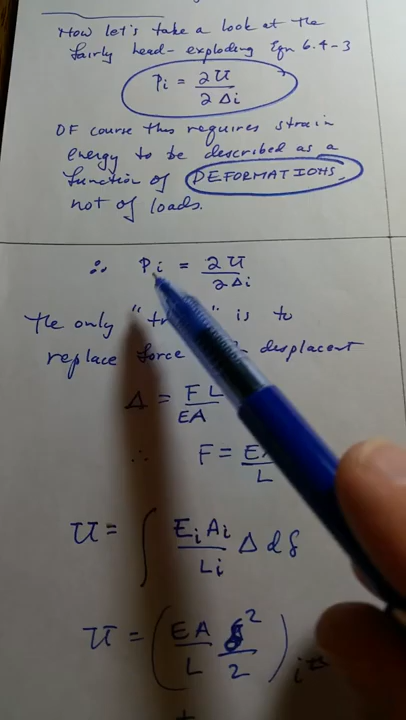 Now let's take a look at the
fairly head-exploding Eqn 6.4-3
Pi = ∂U / ∂Δi
Of course this requires strain
energy to be described as a
function of DEFORMATIONS,
not of loads.
∴ Pi = ∂U / ∂Δi
The only " " is to
replace force displacent
Δ = FL / EA
∴ F = / L
U = ∫ EiAi / Li Δ dδ
U = (EA / L δ² / 2) i
+